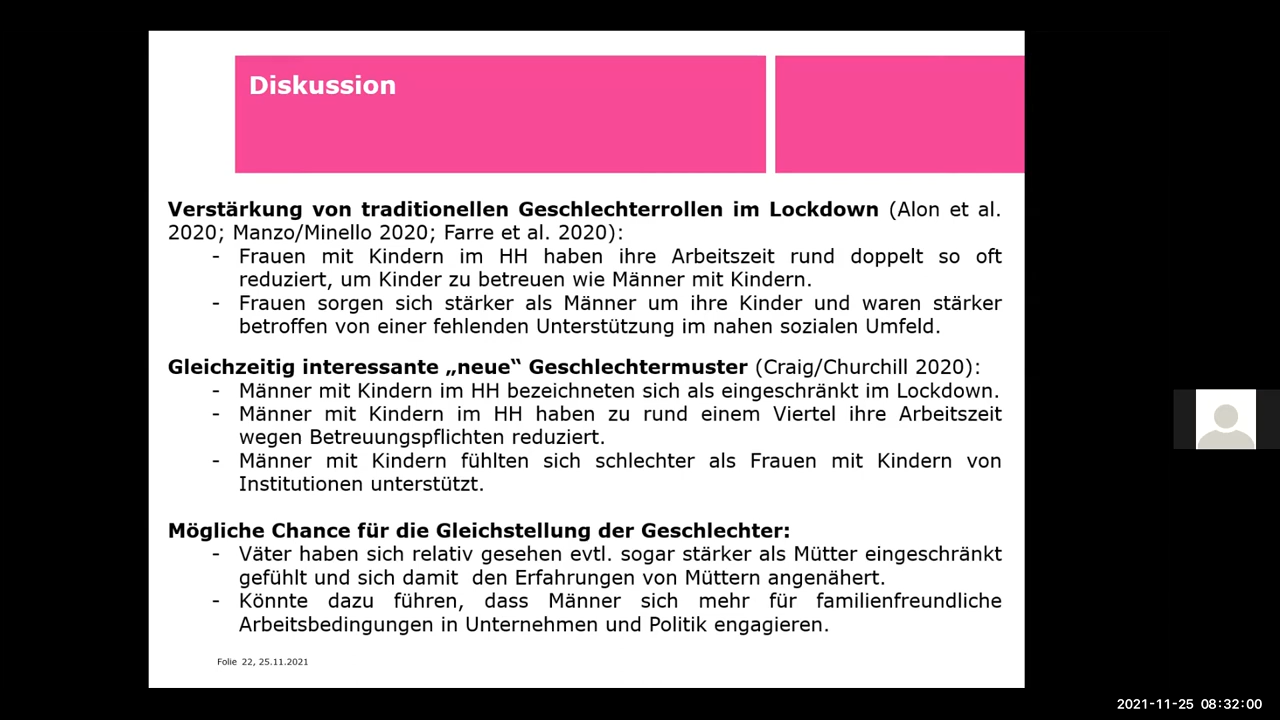 Diskussion
Verstärkung von traditionellen Geschlechterrollen im Lockdown (Alon et al.
2020; Manzo/Minello 2020; Farre et al. 2020):
- Frauen mit Kindern im HH haben ihre Arbeitszeit rund doppelt so oft
reduziert, um Kinder zu betreuen wie Männer mit Kindern.
- Frauen sorgen sich stärker als Männer um ihre Kinder und waren stärker
betroffen von einer fehlenden Unterstützung im nahen sozialen Umfeld.
Gleichzeitig interessante „neue“ Geschlechtermuster (Craig/Churchill 2020):
- Männer mit Kindern im HH bezeichneten sich als eingeschränkt im Lockdown.
- Männer mit Kindern im HH haben zu rund einem Viertel ihre Arbeitszeit
wegen Betreuungspflichten reduziert.
- Männer mit Kindern fühlten sich schlechter als Frauen mit Kindern von
Institutionen unterstützt.
Mögliche Chance für die Gleichstellung der Geschlechter:
- Väter haben sich relativ gesehen evtl. sogar stärker als Mütter eingeschränkt
gefühlt und sich damit den Erfahrungen von Müttern angenähert.
- Könnte dazu führen, dass Männer sich mehr für familienfreundliche
Arbeitsbedingungen in Unternehmen und Politik engagieren.
Folie 22, 25.11.2021
2021-11-25 08:32:00